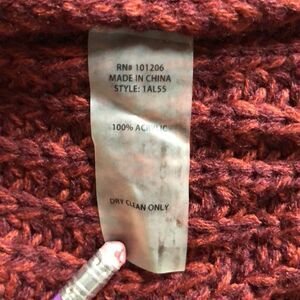 RN# 101206
MADE IN CHINA
STYLE: 1AL55
100% ACRYLIC
DRY CLEAN ONLY